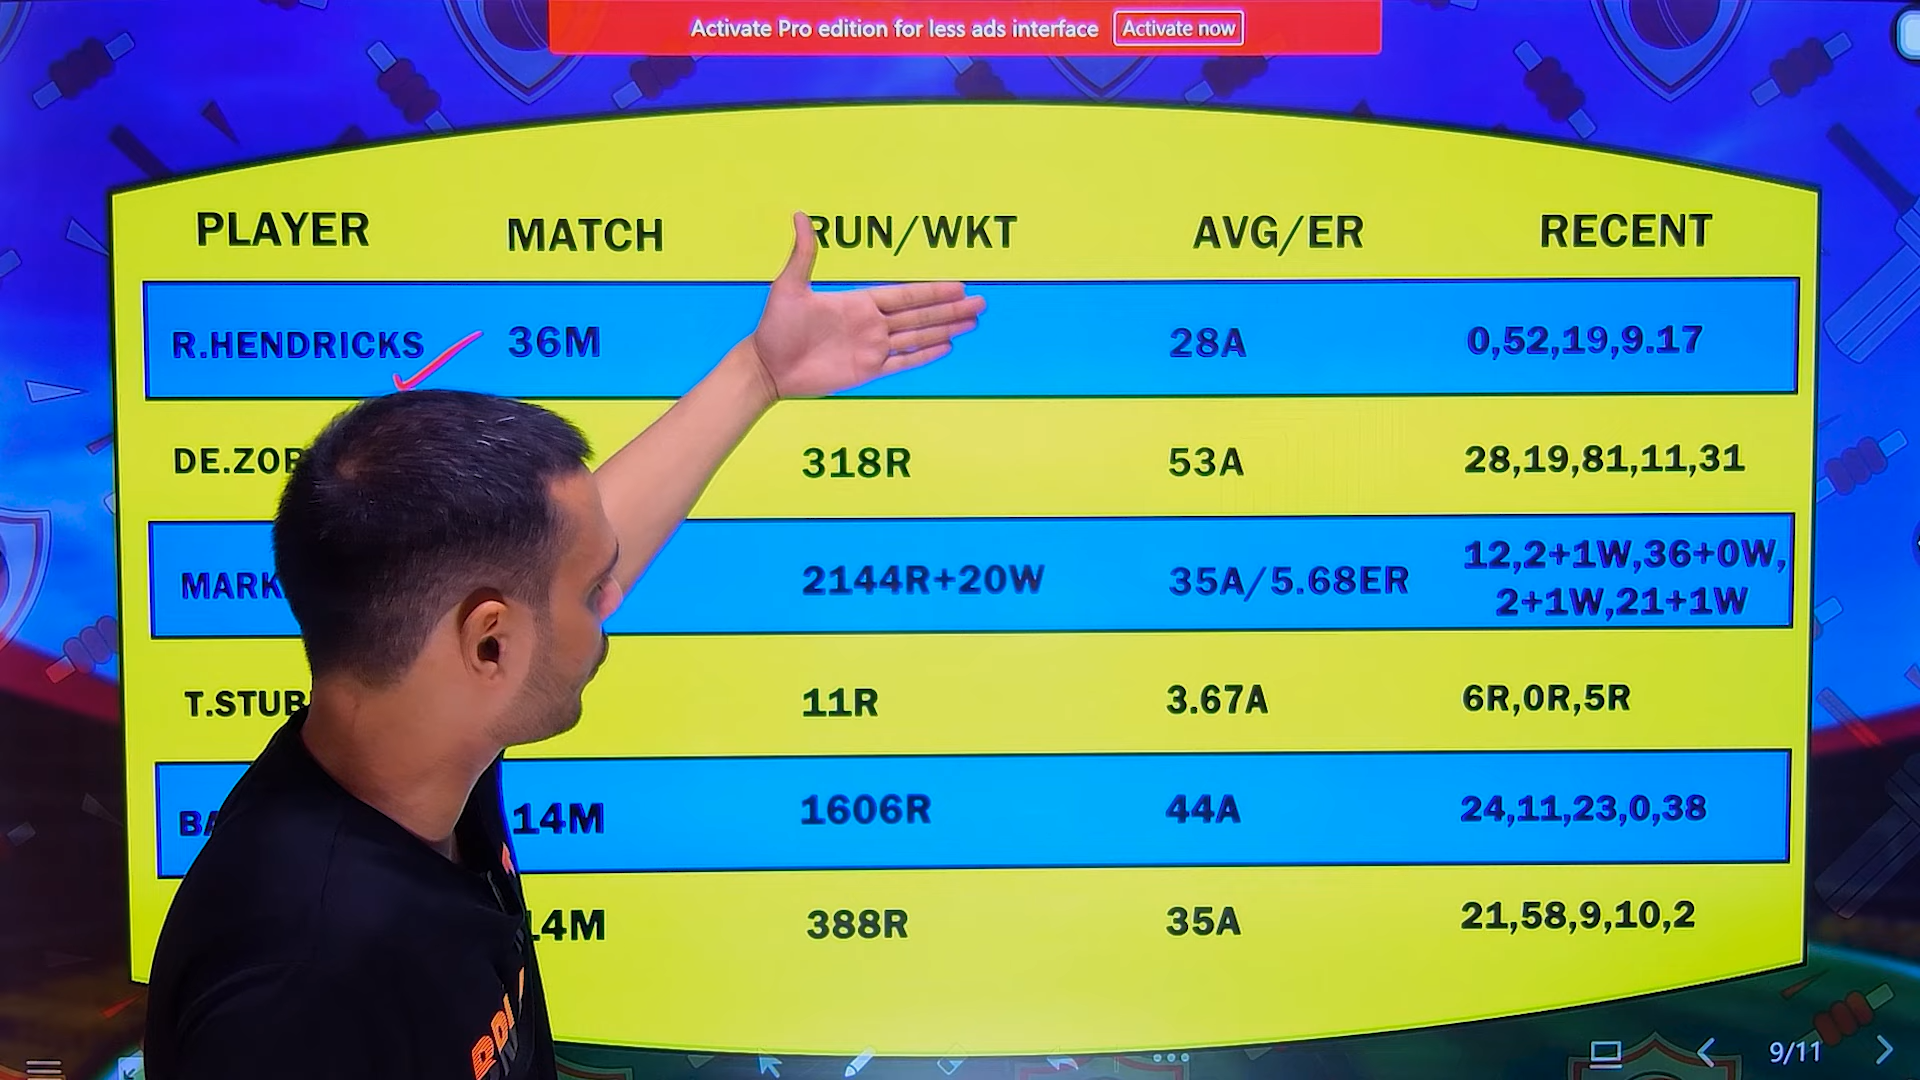 Activate Pro edition for less ads interface Activate now
PLAYER MATCH RUN/WKT AVG/ER RECENT
R.HENDRICKS 36M 28A 0,52,19,9.17
318R 53A 28,19,81,11,31
2144R+20W 35A/5.68ER 12,2+1W,36+0W,
2+1W,21+1W
11R 3.67A 6R,0R,5R
14M 1606R 44A 24,11,23,0,38
14M 388R 35A 21,58,9,10,2
9/11